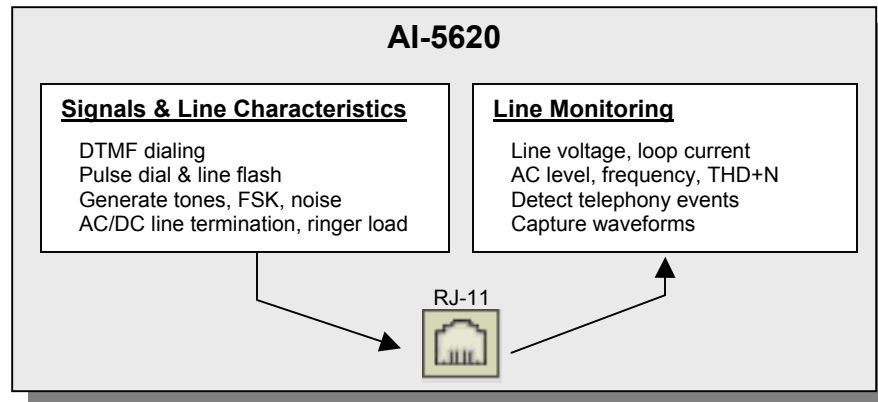 AI-5620
Signals & Line Characteristics
DTMF dialing
Pulse dial & line flash
Generate tones, FSK, noise
AC/DC line termination, ringer load
Line Monitoring
Line voltage, loop current
AC level, frequency, THD+N
Detect telephony events
Capture waveforms
RJ-11